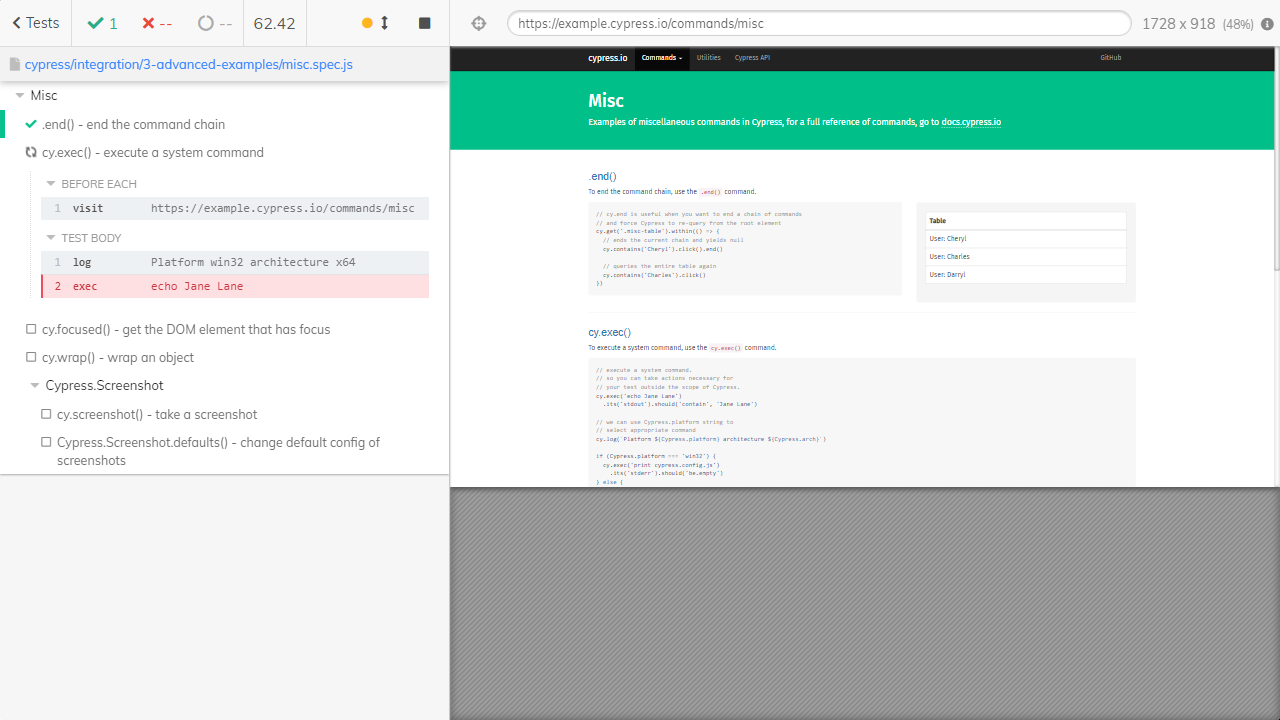 Tests
1
--
--
62.42
https://example.cypress.io/commands/misc
1728 x 918 (48%)
cypress/integration/3-advanced-examples/misc.spec.js
Misc
.end() - end the command chain
cy.exec() - execute a system command
BEFORE EACH
1 visit https://example.cypress.io/commands/misc
TEST BODY
1 log Platform win32 architecture x64
2 exec echo Jane Lane
cy.focused() - get the DOM element that has focus
cy.wrap() - wrap an object
Cypress.Screenshot
cy.screenshot() - take a screenshot
Cypress.Screenshot.defaults() - change default config of
screenshots
cypress.io Commands Utilities Cypress API GitHub
Misc
Examples of miscellaneous commands in Cypress, for a full reference of commands, go to docs.cypress.io
.end()
To end the command chain, use the .end() command.
// cy.end is useful when you want to end a chain of commands
// and force Cypress to re-query from the root element
cy.get('.misc-table').within(() => {
// ends the current chain and yields null
cy.contains('Cheryl').click().end()
// queries the entire table again
cy.contains('Charles').click()
})
Table
User: Cheryl
User: Charles
User: Darryl
cy.exec()
To execute a system command, use the cy.exec() command.
// execute a system command.
// so you can take actions necessary for
// your test outside the scope of Cypress.
cy.exec('echo Jane Lane')
.its('stdout').should('contain', 'Jane Lane')
// we can use Cypress.platform string to
// select appropriate command
cy.log(`Platform ${Cypress.platform} architecture ${Cypress.arch}`)
if (Cypress.platform === 'win32') {
cy.exec('print cypress.config.js')
.its('stderr').should('be.empty')
} else {